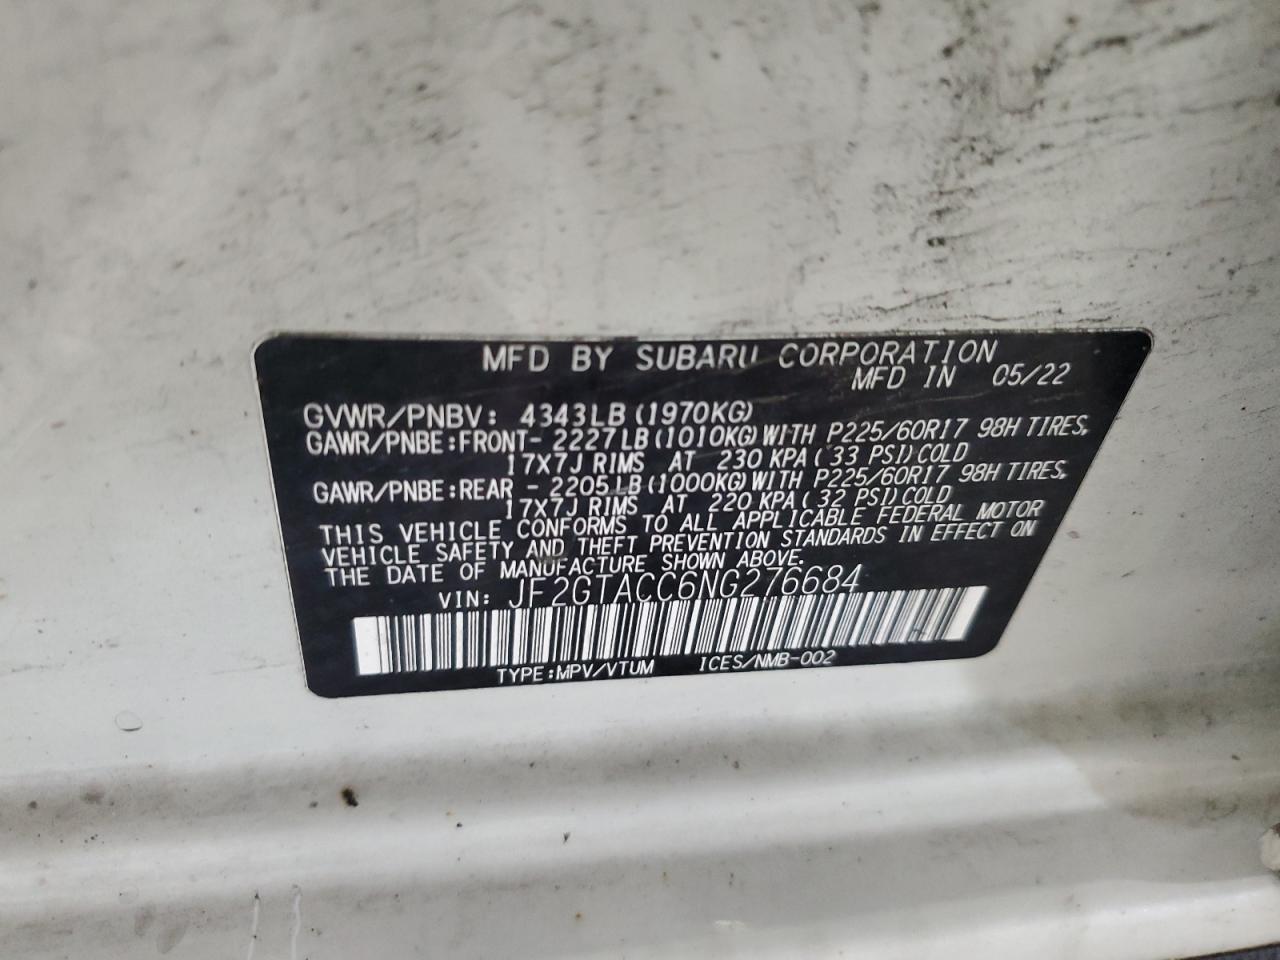 MFD BY SUBARU CORPORATION
MFD IN 05/22
GVWR/PNBV: 4343LB(1970KG)
GAWR/PNBE:FRONT- 2227LB(1010KG)WITH P225/60R17 98H TIRES,
17X7J RIMS AT 230 KPA(33 PSI)COLD
GAWR/PNBE:REAR - 2205LB(1000KG)WITH P225/60R17 98H TIRES,
17X7J RIMS AT 220 KPA(32 PSI)COLD
THIS VEHICLE CONFORMS TO ALL APPLICABLE FEDERAL MOTOR
VEHICLE SAFETY AND THEFT PREVENTION STANDARDS IN EFFECT ON
THE DATE OF MANUFACTURE SHOWN ABOVE.
VIN: JF2GTACC6NG276684
TYPE:MPV/VTUM ICES/NMB-002